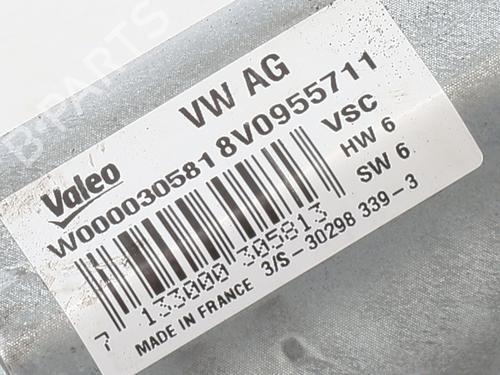 B-PARTS
Valeo
VW AG
W000030581 8V0955711
VSC
HW 6
SW 6
7 133000 305813
3/S-30298 339-3
MADE IN FRANCE